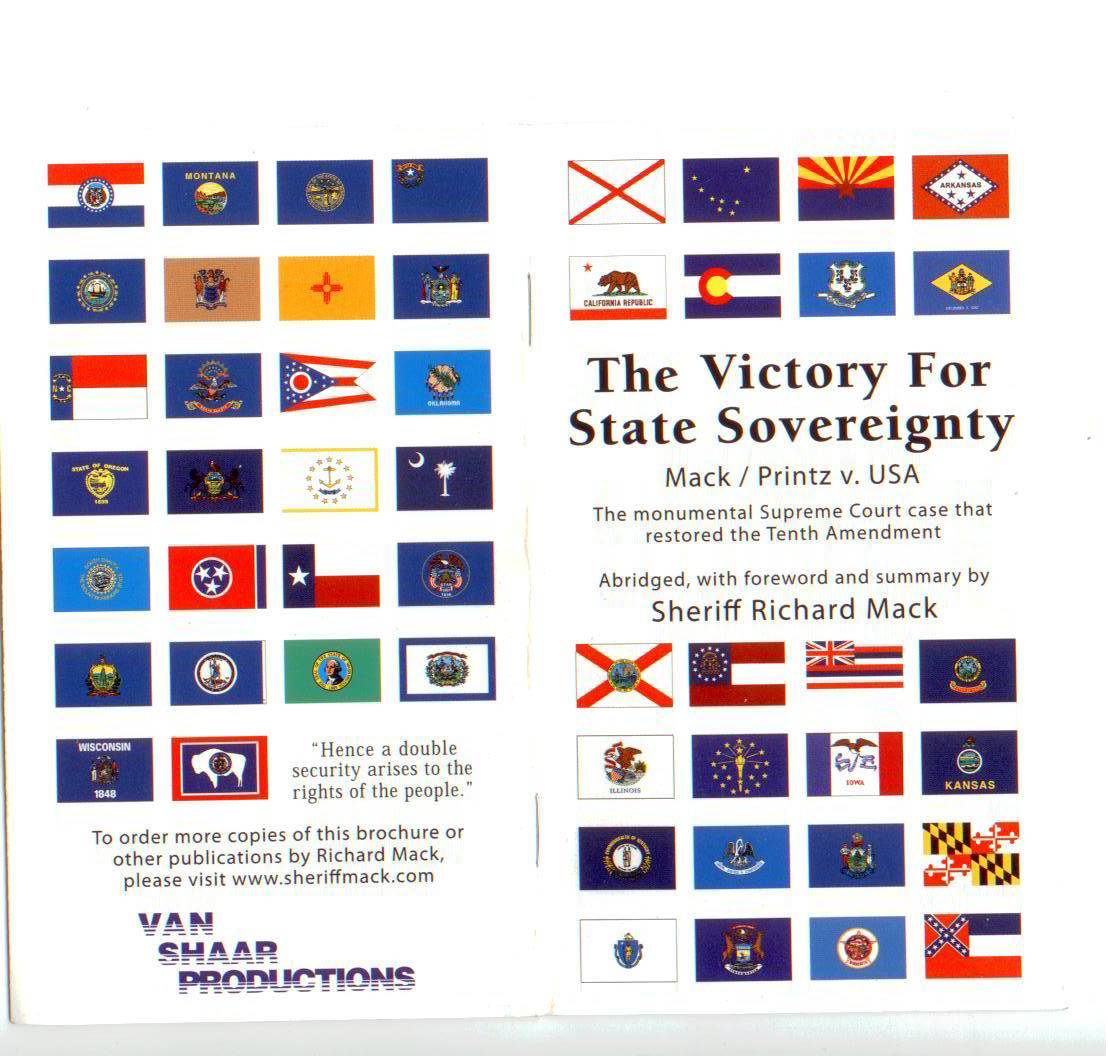 MONTANA
OKLAHOMA
STATE OF OREGON
1859
WISCONSIN
1848
“Hence a double
security arises to the
rights of the people.”
To order more copies of this brochure or
other publications by Richard Mack,
please visit www.sheriffmack.com
VAN
SHAAR
PRODUCTIONS
ARKANSAS
CALIFORNIA REPUBLIC
The Victory For
State Sovereignty
Mack / Printz v. USA
The monumental Supreme Court case that
restored the Tenth Amendment
Abridged, with foreword and summary by
Sheriff Richard Mack
ILLINOIS
IOWA
KANSAS